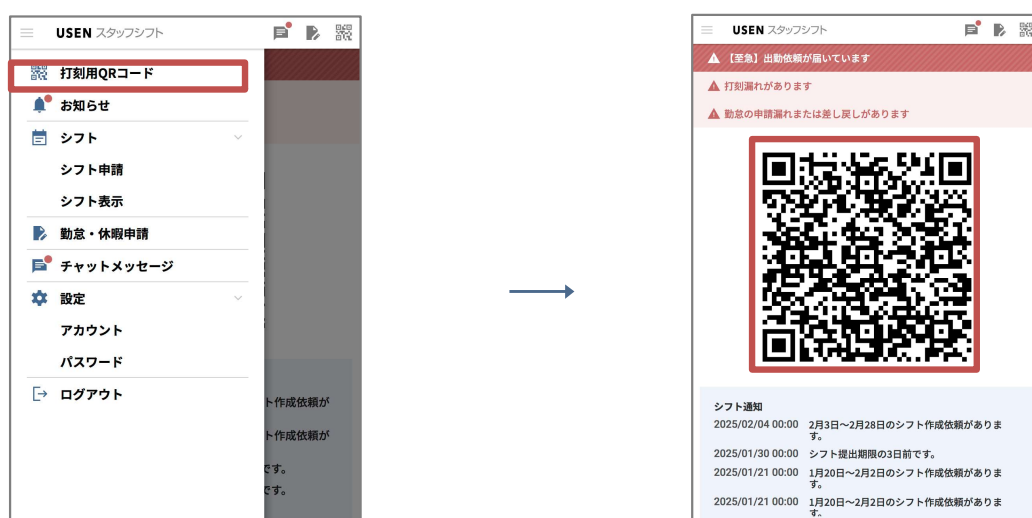 USEN スタッフシフト
打刻用QRコード
お知らせ
シフト
シフト申請
シフト表示
勤怠・休暇申請
チャットメッセージ
設定
アカウント
パスワード
ログアウト
ト作成依頼が
ト作成依頼が
です。
です。
USEN スタッフシフト
【至急】出勤依頼が届いています
打刻漏れがあります
勤怠の申請漏れまたは差し戻しがあります
シフト通知
2025/02/04 00:00 2月3日～2月28日のシフト作成依頼がありま
す。
2025/01/30 00:00 シフト提出期限の3日前です。
2025/01/21 00:00 1月20日～2月2日のシフト作成依頼がありま
す。
2025/01/21 00:00 1月20日～2月2日のシフト作成依頼がありま
す。